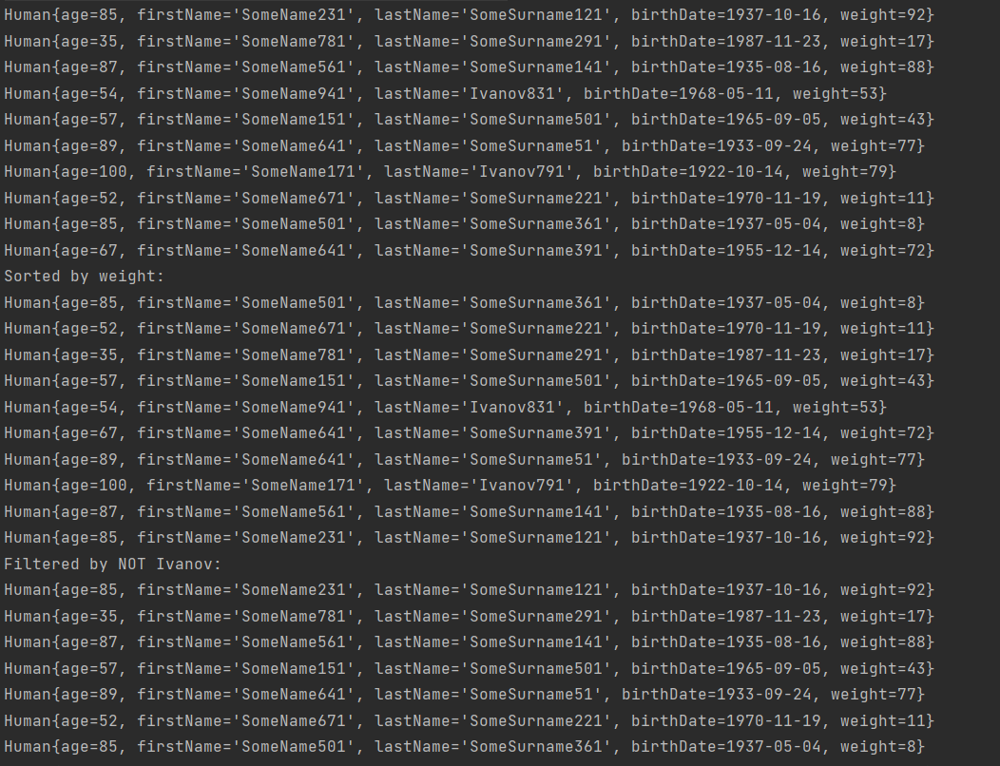 Human{age=85, firstName='SomeName231', lastName='SomeSurname121', birthDate=1937-10-16, weight=92}
Human{age=35, firstName='SomeName781', lastName='SomeSurname291', birthDate=1987-11-23, weight=17}
Human{age=87, firstName='SomeName561', lastName='SomeSurname141', birthDate=1935-08-16, weight=88}
Human{age=54, firstName='SomeName941', lastName='Ivanov831', birthDate=1968-05-11, weight=53}
Human{age=57, firstName='SomeName151', lastName='SomeSurname501', birthDate=1965-09-05, weight=43}
Human{age=89, firstName='SomeName641', lastName='SomeSurname51', birthDate=1933-09-24, weight=77}
Human{age=100, firstName='SomeName171', lastName='Ivanov791', birthDate=1922-10-14, weight=79}
Human{age=52, firstName='SomeName671', lastName='SomeSurname221', birthDate=1970-11-19, weight=11}
Human{age=85, firstName='SomeName501', lastName='SomeSurname361', birthDate=1937-05-04, weight=8}
Human{age=67, firstName='SomeName641', lastName='SomeSurname391', birthDate=1955-12-14, weight=72}
Sorted by weight:
Human{age=85, firstName='SomeName501', lastName='SomeSurname361', birthDate=1937-05-04, weight=8}
Human{age=52, firstName='SomeName671', lastName='SomeSurname221', birthDate=1970-11-19, weight=11}
Human{age=35, firstName='SomeName781', lastName='SomeSurname291', birthDate=1987-11-23, weight=17}
Human{age=57, firstName='SomeName151', lastName='SomeSurname501', birthDate=1965-09-05, weight=43}
Human{age=54, firstName='SomeName941', lastName='Ivanov831', birthDate=1968-05-11, weight=53}
Human{age=67, firstName='SomeName641', lastName='SomeSurname391', birthDate=1955-12-14, weight=72}
Human{age=89, firstName='SomeName641', lastName='SomeSurname51', birthDate=1933-09-24, weight=77}
Human{age=100, firstName='SomeName171', lastName='Ivanov791', birthDate=1922-10-14, weight=79}
Human{age=87, firstName='SomeName561', lastName='SomeSurname141', birthDate=1935-08-16, weight=88}
Human{age=85, firstName='SomeName231', lastName='SomeSurname121', birthDate=1937-10-16, weight=92}
Filtered by NOT Ivanov:
Human{age=85, firstName='SomeName231', lastName='SomeSurname121', birthDate=1937-10-16, weight=92}
Human{age=35, firstName='SomeName781', lastName='SomeSurname291', birthDate=1987-11-23, weight=17}
Human{age=87, firstName='SomeName561', lastName='SomeSurname141', birthDate=1935-08-16, weight=88}
Human{age=57, firstName='SomeName151', lastName='SomeSurname501', birthDate=1965-09-05, weight=43}
Human{age=89, firstName='SomeName641', lastName='SomeSurname51', birthDate=1933-09-24, weight=77}
Human{age=52, firstName='SomeName671', lastName='SomeSurname221', birthDate=1970-11-19, weight=11}
Human{age=85, firstName='SomeName501', lastName='SomeSurname361', birthDate=1937-05-04, weight=8}